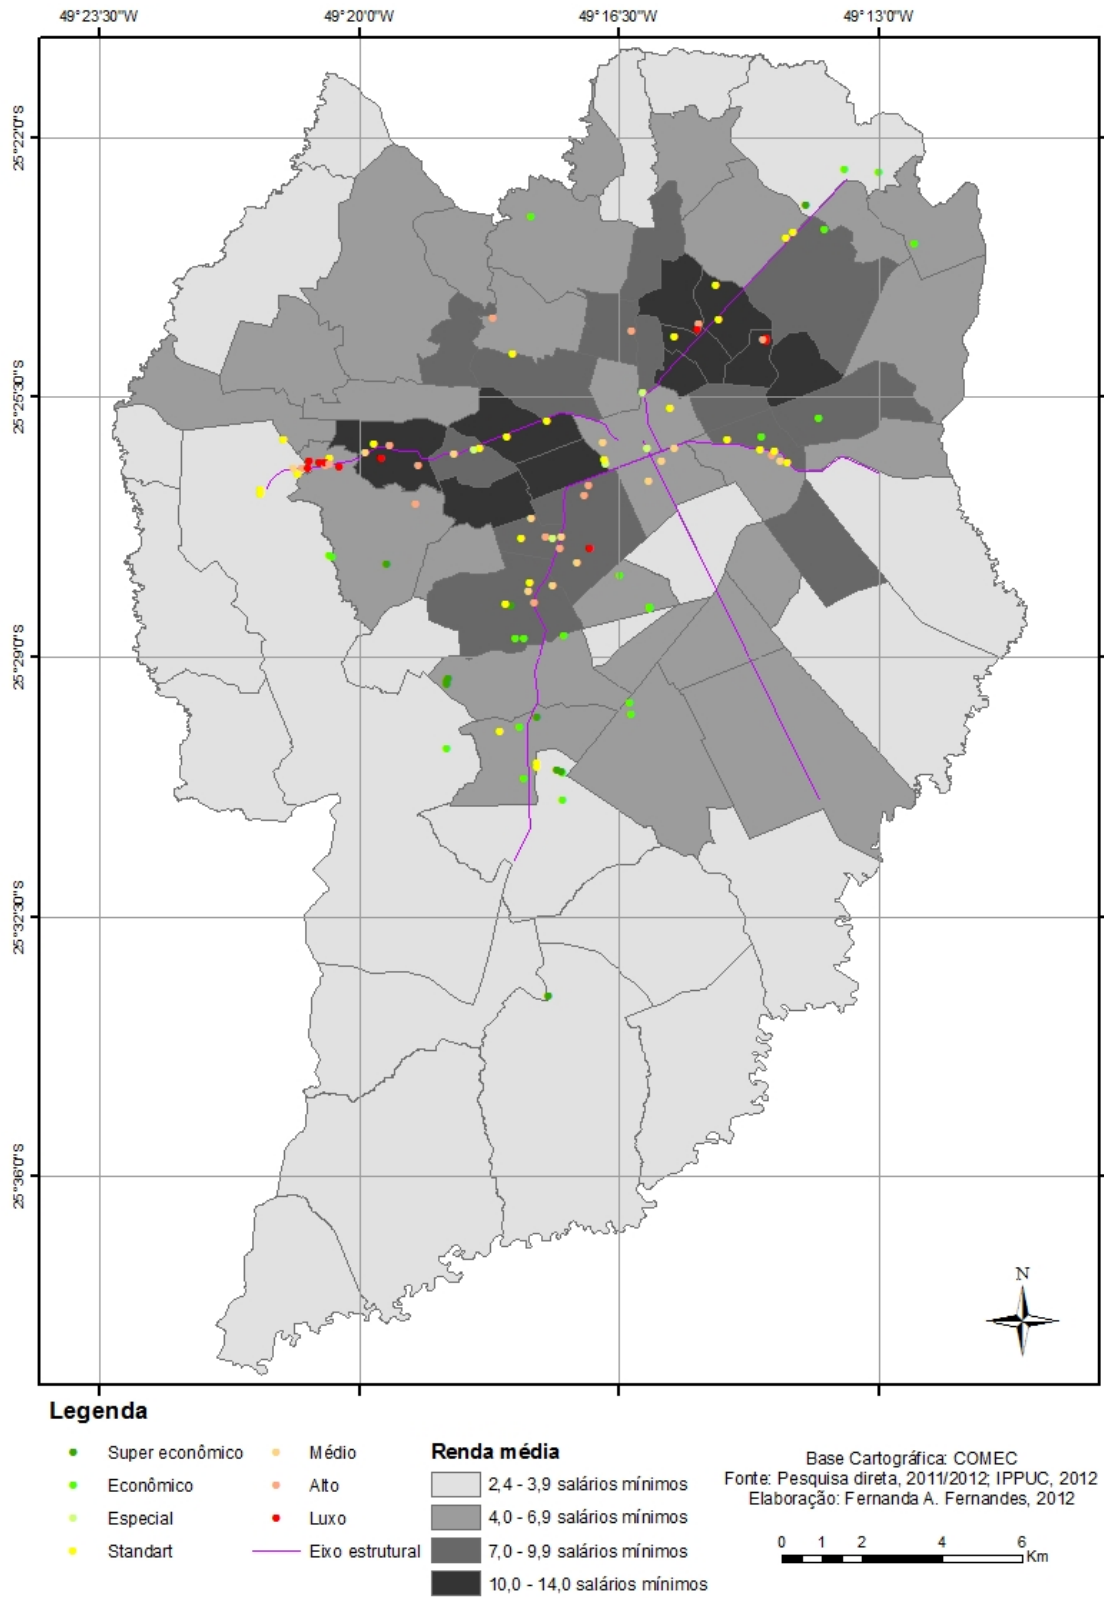 49°23'30"W 49°20'0"W 49°16'30"W 49°13'0"W
25°22'0"S
25°25'30"S
25°29'0"S
25°32'30"S
25°36'0"S
N
Legenda
Super econômico
Econômico
Especial
Standart
Médio
Alto
Luxo
Eixo estrutural
Renda média
2,4 - 3,9 salários mínimos
4,0 - 6,9 salários mínimos
7,0 - 9,9 salários mínimos
10,0 - 14,0 salários mínimos
Base Cartográfica: COMEC
Fonte: Pesquisa direta, 2011/2012; IPPUC, 2012
Elaboração: Fernanda A. Fernandes, 2012
0 1 2 4 6
Km